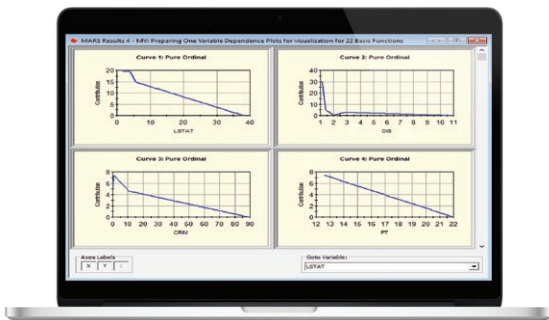 MARS Results 4 - MV: Preparing One Variable Dependence Plots for visualization for 22 Basis Functions
Curve 1: Pure Ordinal
Contribution
20
15
10
5
0
0 10 20 30 40
LSTAT
Curve 2: Pure Ordinal
Contribution
40
30
20
10
0
1 2 3 4 5 6 7 8 9 10 11
DIS
Curve 3: Pure Ordinal
Contribution
8
6
4
2
0
0 10 20 30 40 50 60 70 80 90
CRIM
Curve 4: Pure Ordinal
Contribution
8
6
4
2
0
12 13 14 15 16 17 18 19 20 21 22
PT
Axes Labels
X Y Z
Goto Variable:
LSTAT